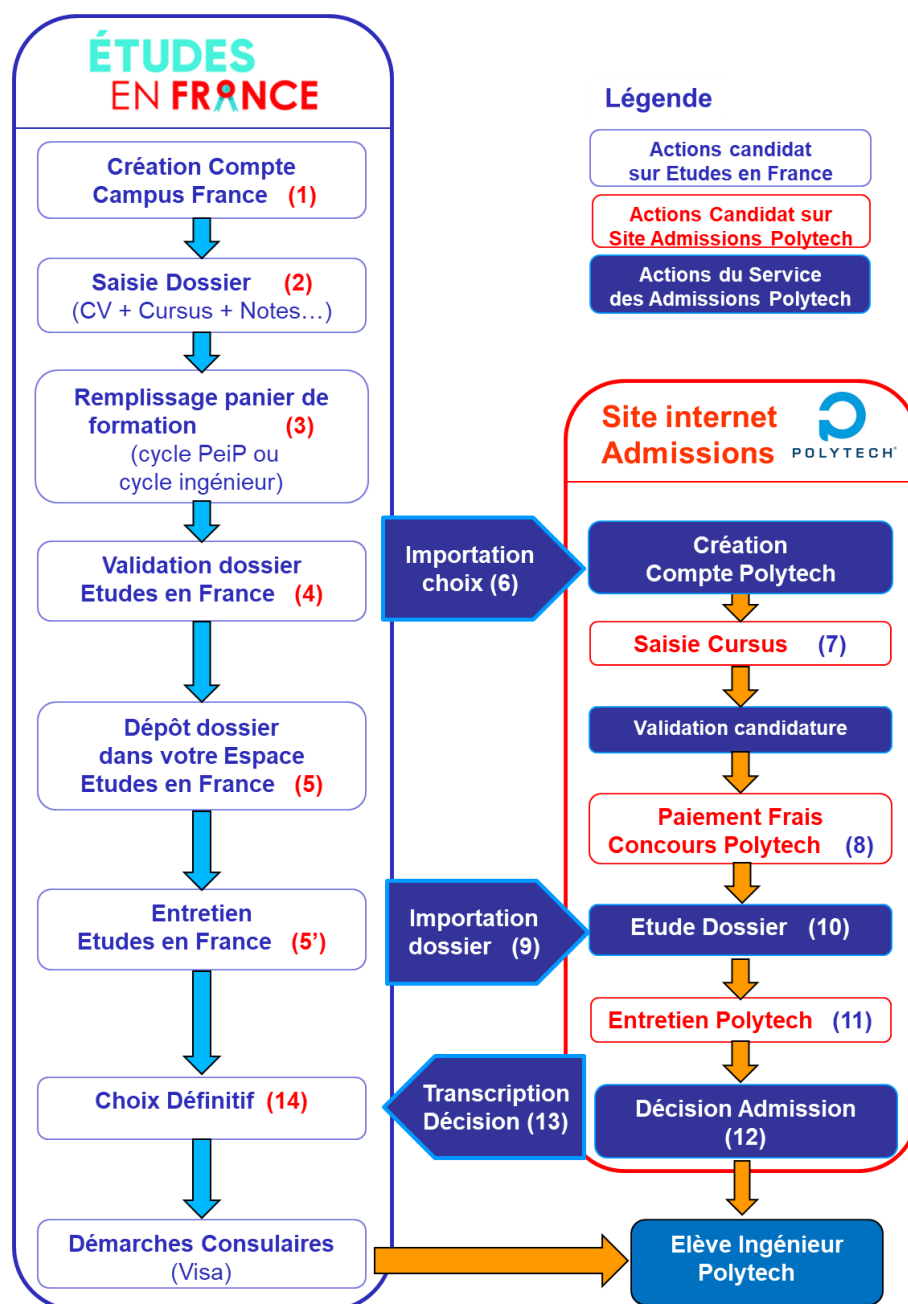 ÉTUDES
EN FRANCE
Création Compte
Campus France (1)
Saisie Dossier (2)
(CV + Cursus + Notes…)
Remplissage panier de
formation (3)
(cycle PeiP ou
cycle ingénieur)
Validation dossier
Etudes en France (4)
Dépôt dossier
dans votre Espace
Etudes en France (5)
Entretien
Etudes en France (5’)
Choix Définitif (14)
Démarches Consulaires
(Visa)
Importation
choix (6)
Importation
dossier (9)
Transcription
Décision (13)
Légende
Actions candidat
sur Etudes en France
Actions Candidat sur
Site Admissions Polytech
Actions du Service
des Admissions Polytech
Site internet
Admissions
POLYTECH®
Création
Compte Polytech
Saisie Cursus (7)
Validation candidature
Paiement Frais
Concours Polytech (8)
Etude Dossier (10)
Entretien Polytech (11)
Décision Admission
(12)
Elève Ingénieur
Polytech